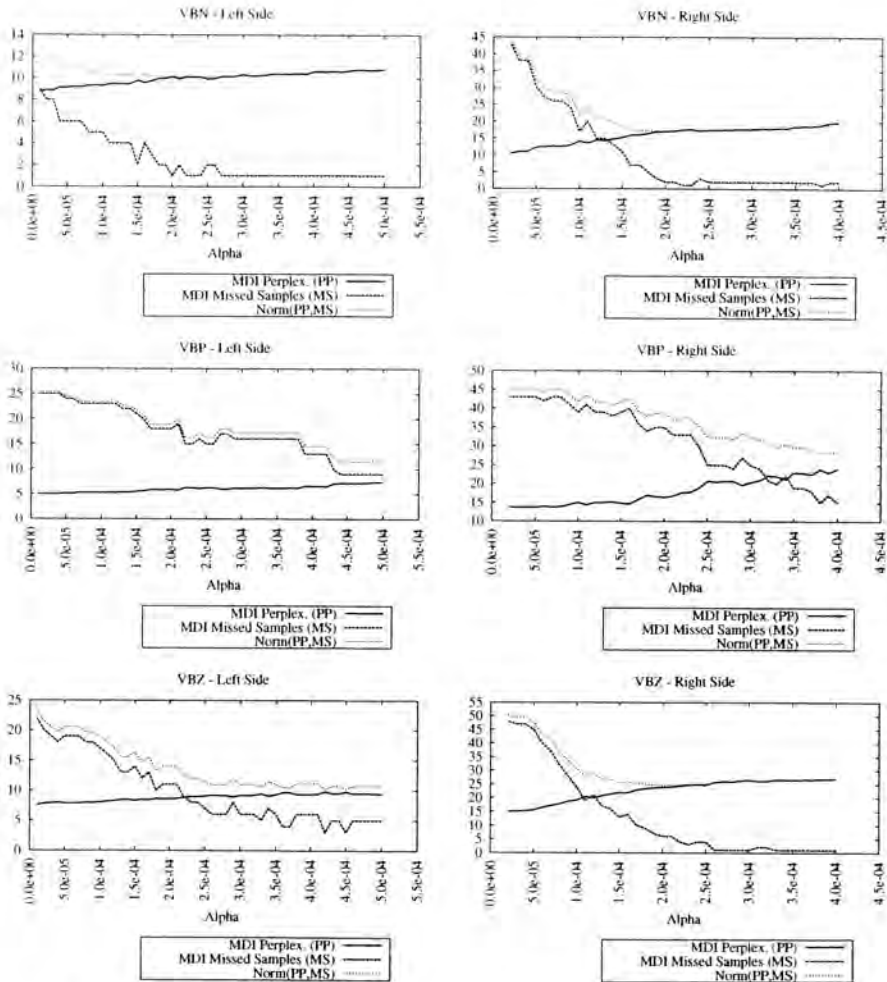 VBN - Left Side
14
12
10
8
6
4
2
0
0.0e+00
5.0e-05
1.0e-04
1.5e-04
2.0e-04
2.5e-04
3.0e-04
3.5e-04
4.0e-04
4.5e-04
5.0e-04
5.5e-04
Alpha
MDI Perplex. (PP)
MDI Missed Samples (MS)
Norm(PP,MS)
VBN - Right Side
45
40
35
30
25
20
15
10
5
0
0.0e+00
5.0e-05
1.0e-04
1.5e-04
2.0e-04
2.5e-04
3.0e-04
3.5e-04
4.0e-04
4.5e-04
Alpha
MDI Perplex. (PP)
MDI Missed Samples (MS)
Norm(PP,MS)
VBP - Left Side
30
25
20
15
10
5
0
0.0e+00
5.0e-05
1.0e-04
1.5e-04
2.0e-04
2.5e-04
3.0e-04
3.5e-04
4.0e-04
4.5e-04
5.0e-04
5.5e-04
Alpha
MDI Perplex. (PP)
MDI Missed Samples (MS)
Norm(PP,MS)
VBP - Right Side
50
45
40
35
30
25
20
15
10
0.0e+00
5.0e-05
1.0e-04
1.5e-04
2.0e-04
2.5e-04
3.0e-04
3.5e-04
4.0e-04
4.5e-04
Alpha
MDI Perplex. (PP)
MDI Missed Samples (MS)
Norm(PP,MS)
VBZ - Left Side
25
20
15
10
5
0
0.0e+00
5.0e-05
1.0e-04
1.5e-04
2.0e-04
2.5e-04
3.0e-04
3.5e-04
4.0e-04
4.5e-04
5.0e-04
5.5e-04
Alpha
MDI Perplex. (PP)
MDI Missed Samples (MS)
Norm(PP,MS)
VBZ - Right Side
55
50
45
40
35
30
25
20
15
10
5
0
0.0e+00
5.0e-05
1.0e-04
1.5e-04
2.0e-04
2.5e-04
3.0e-04
3.5e-04
4.0e-04
4.5e-04
Alpha
MDI Perplex. (PP)
MDI Missed Samples (MS)
Norm(PP,MS)